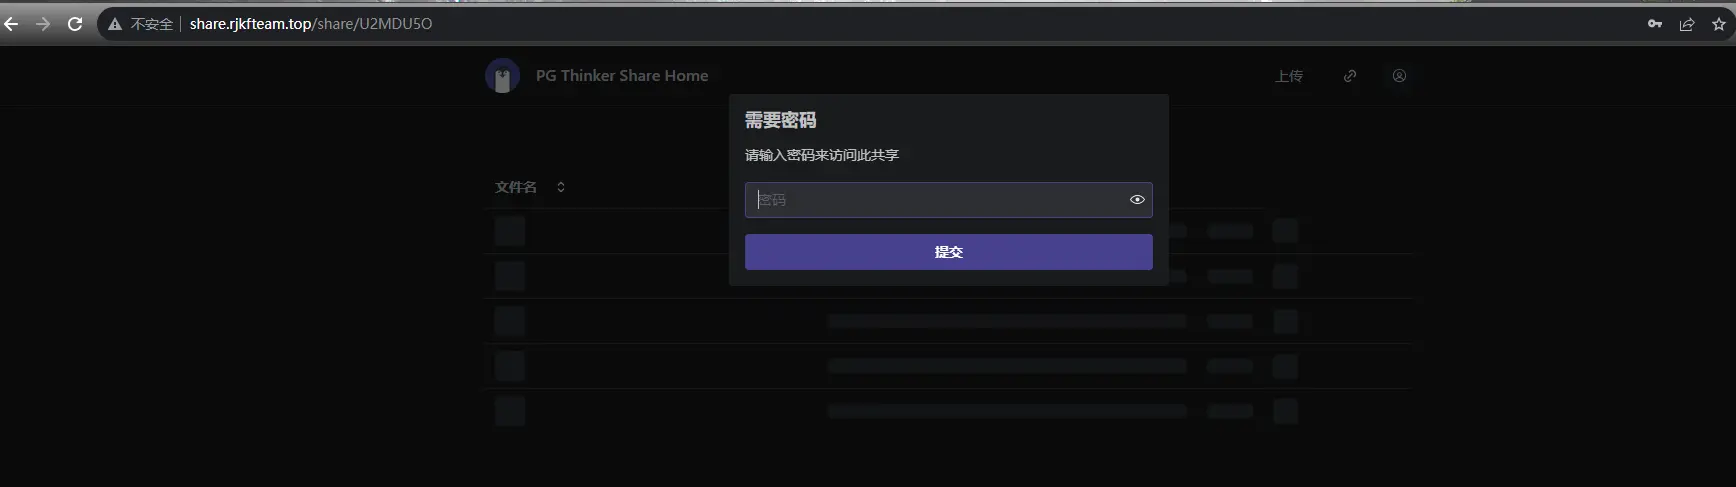 不安全 share.rjkfteam.top/share/U2MDU5O
PG Thinker Share Home 上传
需要密码
请输入密码来访问此共享
文件名
密码
提交